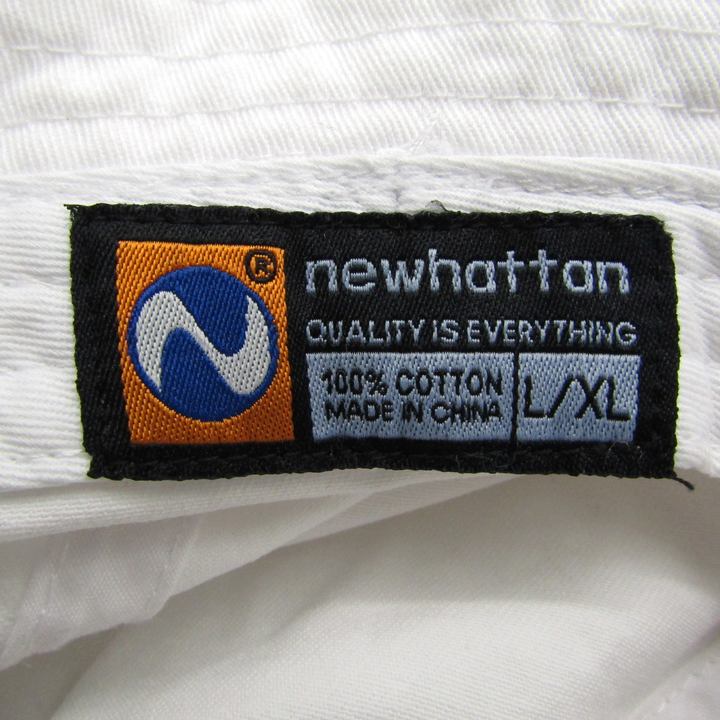 ®
newhattan
QUALITY IS EVERYTHING
100% COTTON
MADE IN CHINA
L/XL